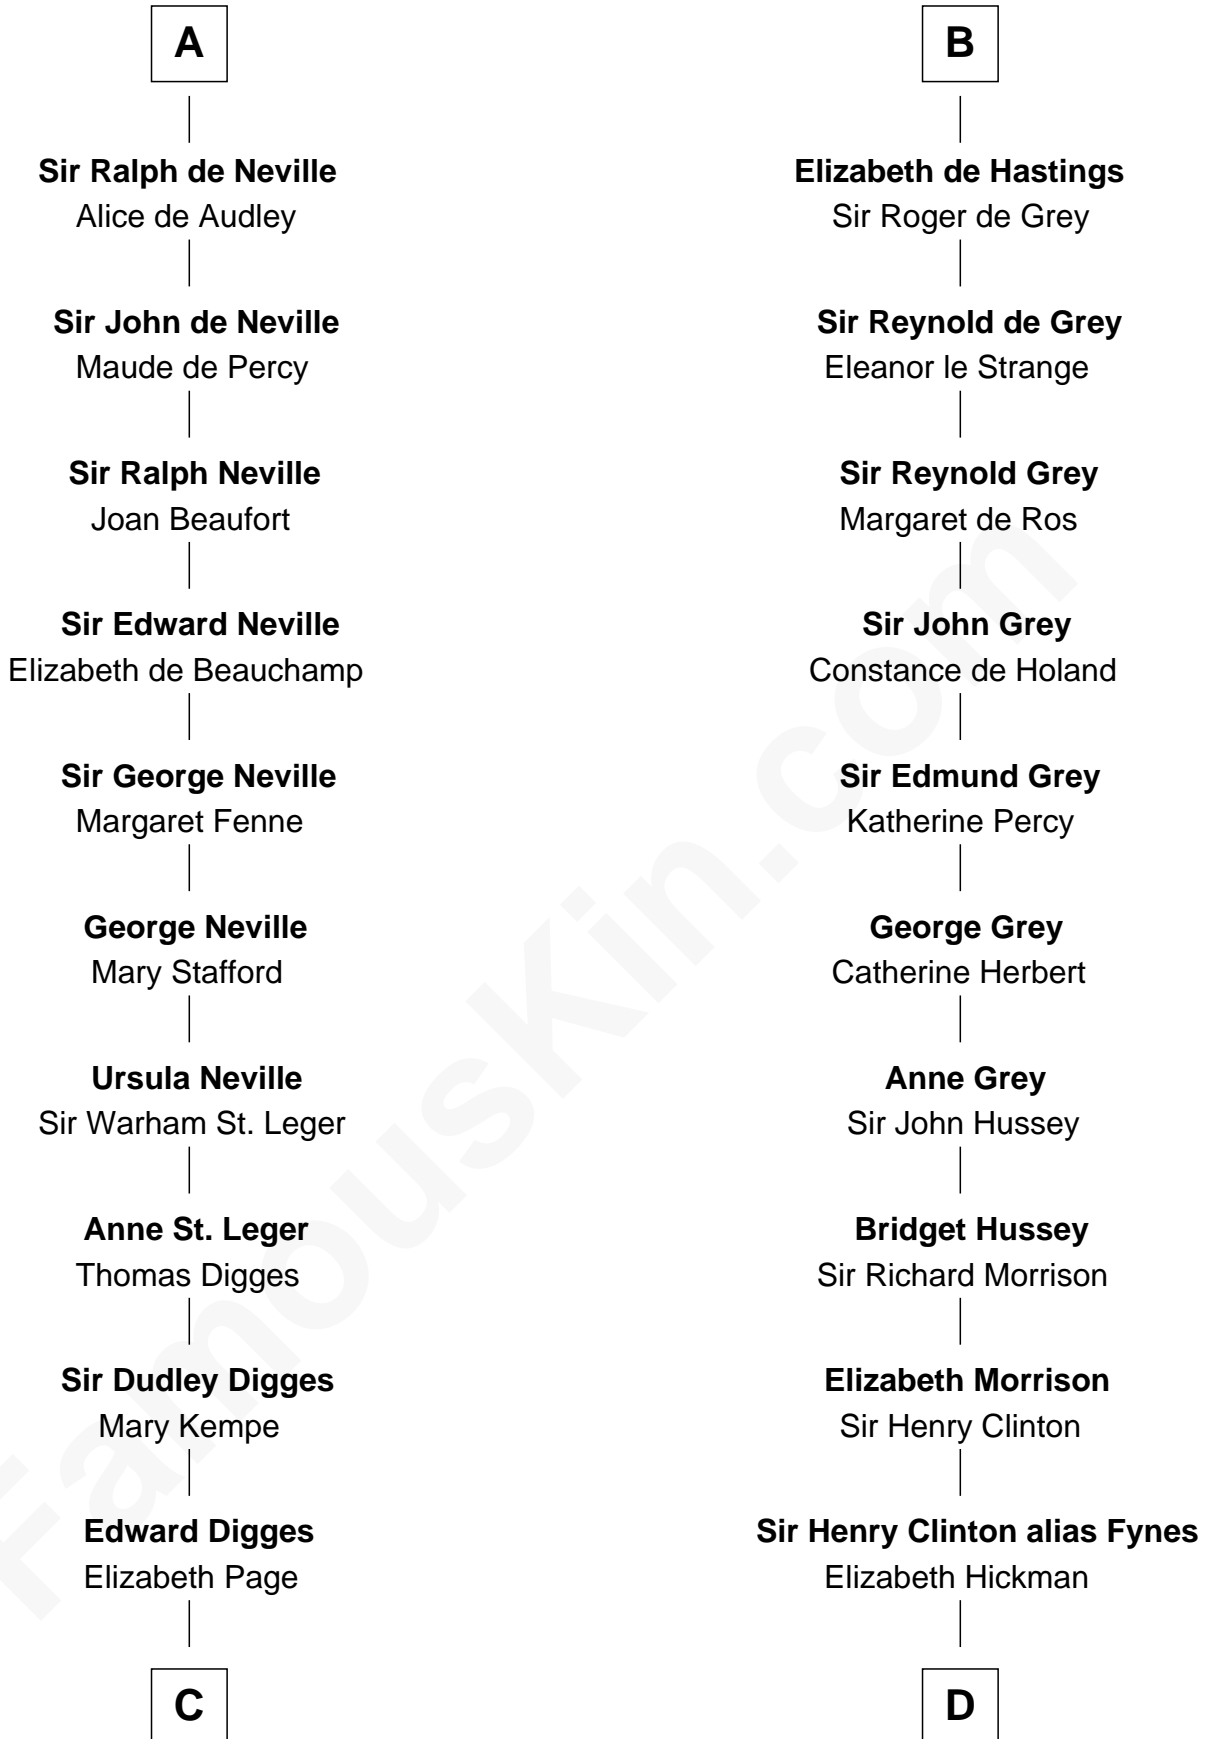 A
Sir Ralph de Neville
Alice de Audley
Sir John de Neville
Maude de Percy
Sir Ralph Neville
Joan Beaufort
Sir Edward Neville
Elizabeth de Beauchamp
Sir George Neville
Margaret Fenne
George Neville
Mary Stafford
Ursula Neville
Sir Warham St. Leger
Anne St. Leger
Thomas Digges
Sir Dudley Digges
Mary Kempe
Edward Digges
Elizabeth Page
C
B
Elizabeth de Hastings
Sir Roger de Grey
Sir Reynold de Grey
Eleanor le Strange
Sir Reynold Grey
Margaret de Ros
Sir John Grey
Constance de Holand
Sir Edmund Grey
Katherine Percy
George Grey
Catherine Herbert
Anne Grey
Sir John Hussey
Bridget Hussey
Sir Richard Morrison
Elizabeth Morrison
Sir Henry Clinton
Sir Henry Clinton alias Fynes
Elizabeth Hickman
D
FamousKin.com